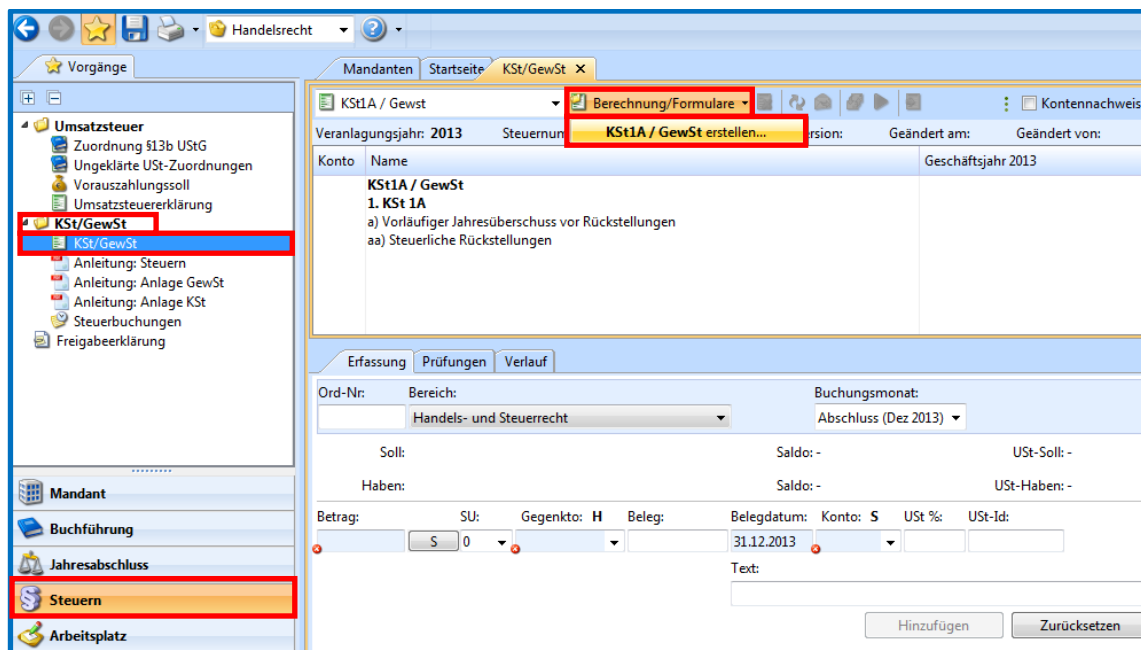 Handelsrecht
Vorgänge
Umsatzsteuer
Zuordnung §13b UStG
Ungeklärte USt-Zuordnungen
Vorauszahlungssoll
Umsatzsteuererklärung
KSt/GewSt
KSt/GewSt
Anleitung: Steuern
Anleitung: Anlage GewSt
Anleitung: Anlage KSt
Steuerbuchungen
Freigabeerklärung
Mandant
Buchführung
Jahresabschluss
Steuern
Arbeitsplatz
Mandanten Startseite KSt/GewSt
KSt1A / Gewst Berechnung/Formulare Kontennachweis
Veranlagungsjahr: 2013 KSt1A / GewSt erstellen... Geändert am: Geändert von:
Konto Name Geschäftsjahr 2013
KSt1A / GewSt
1. KSt 1A
a) Vorläufiger Jahresüberschuss vor Rückstellungen
aa) Steuerliche Rückstellungen
Erfassung Prüfungen Verlauf
Ord-Nr: Bereich: Buchungsmonat:
Handels- und Steuerrecht Abschluss (Dez 2013)
Soll: Saldo: - USt-Soll: -
Haben: Saldo: - USt-Haben: -
Betrag: SU: Gegenkto: H Beleg: Belegdatum: Konto: S USt %: USt-Id:
S 0 31.12.2013
Text:
Hinzufügen Zurücksetzen